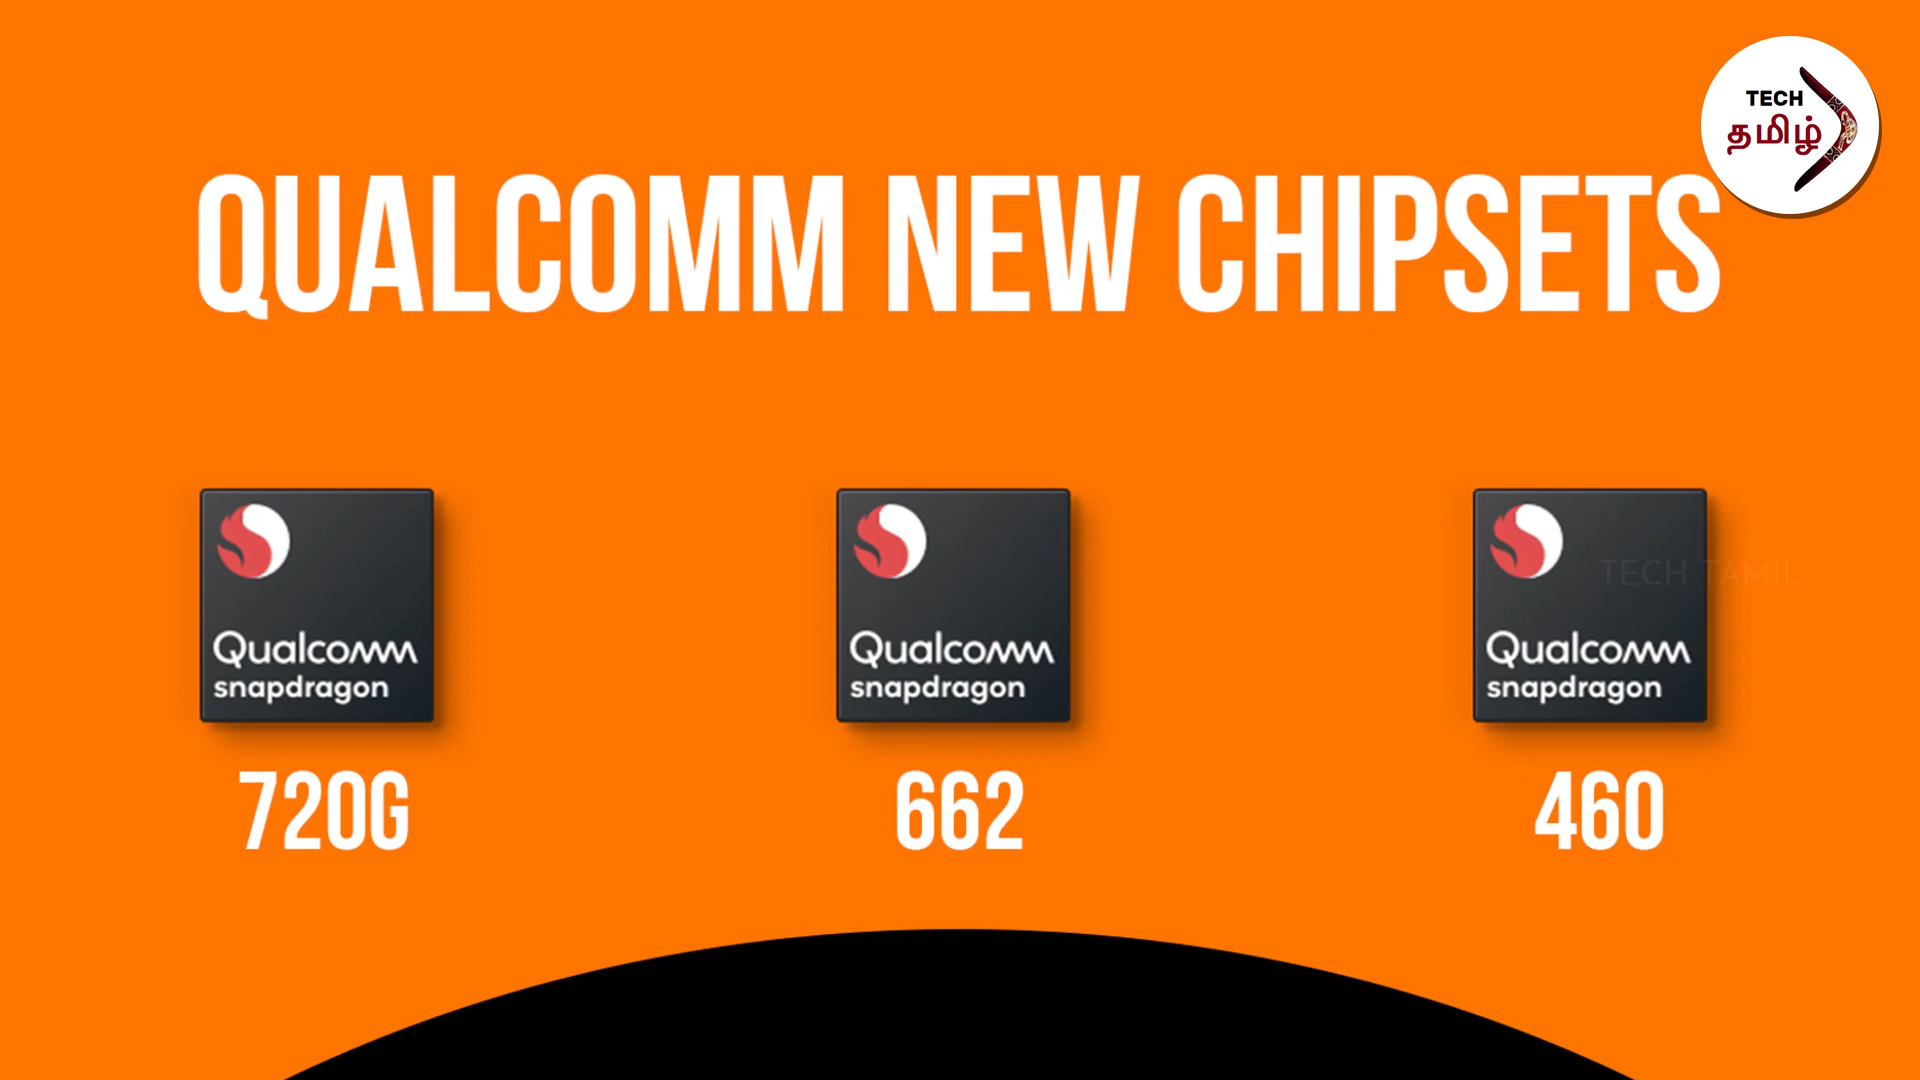 TECH
தமிழ்
QUALCOMM NEW CHIPSETS
Qualcomm
snapdragon
Qualcomm
snapdragon
Qualcomm
snapdragon
TECH TAMIL
720G
662
460